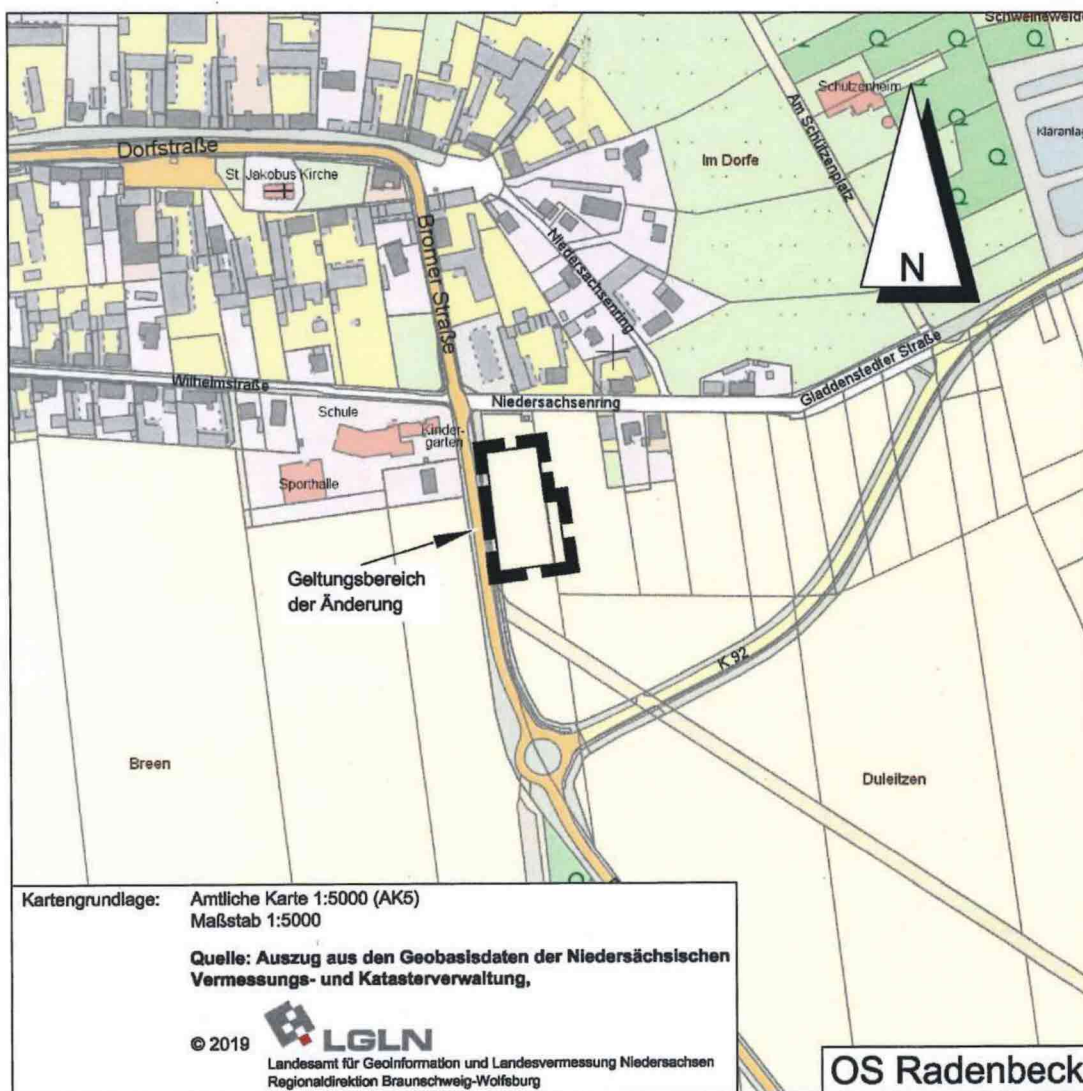 Schweineweide
Schützenheim
Kläranlag
Am Schützenplatz
Im Dorfe
Dorfstraße
St. Jakobus Kirche
Bromer Straße
Niedersachsenring
Gladdenstedter Straße
Wilhelmstraße
Niedersachsenring
Schule
Kinder-
garten
Sporthalle
Geltungsbereich
der Änderung
K 92
Breen
Duleitzen
N
Kartengrundlage: Amtliche Karte 1:5000 (AK5)
Maßstab 1:5000
Quelle: Auszug aus den Geobasisdaten der Niedersächsischen
Vermessungs- und Katasterverwaltung,
© 2019 LGLN
Landesamt für Geoinformation und Landesvermessung Niedersachsen
Regionaldirektion Braunschweig-Wolfsburg
OS Radenbeck